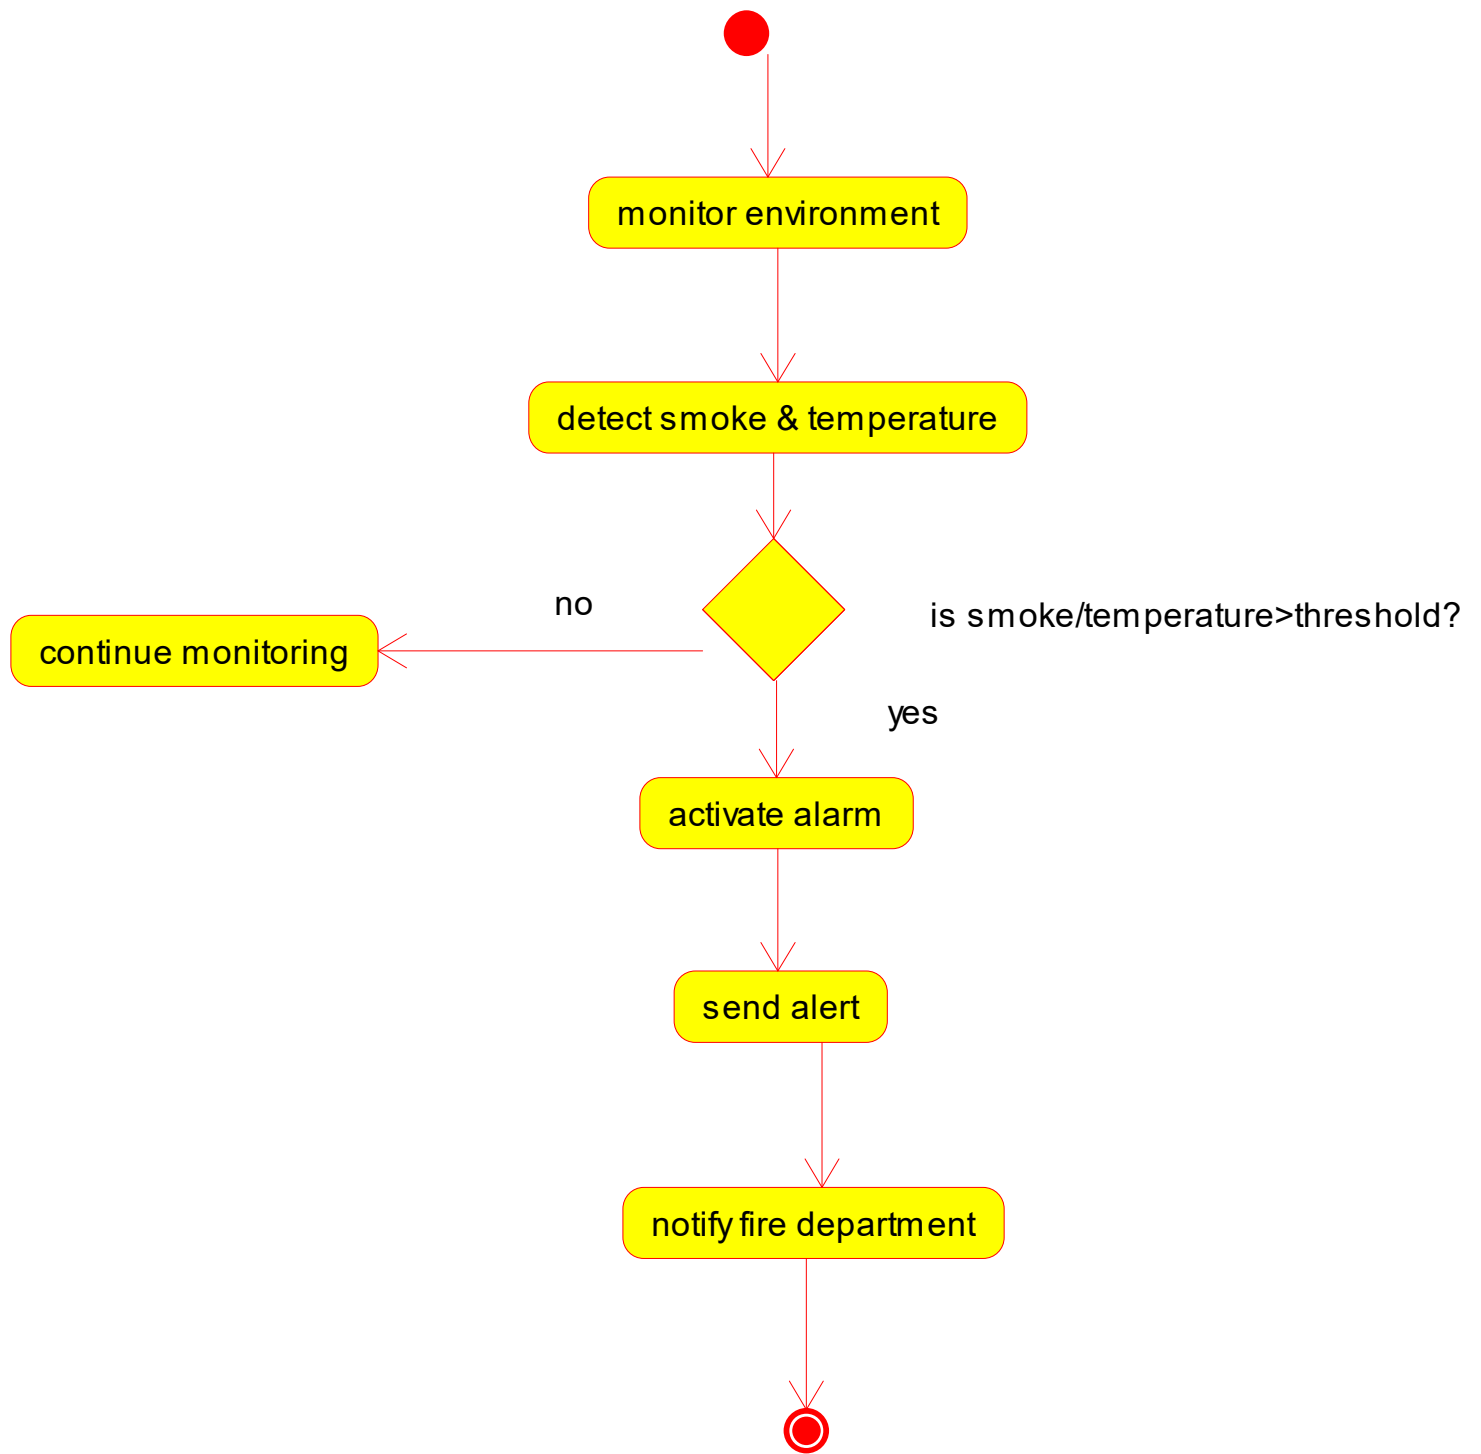 monitor environment
detect smoke & temperature
no
is smoke/temperature>threshold?
continue monitoring
yes
activate alarm
send alert
notify fire department